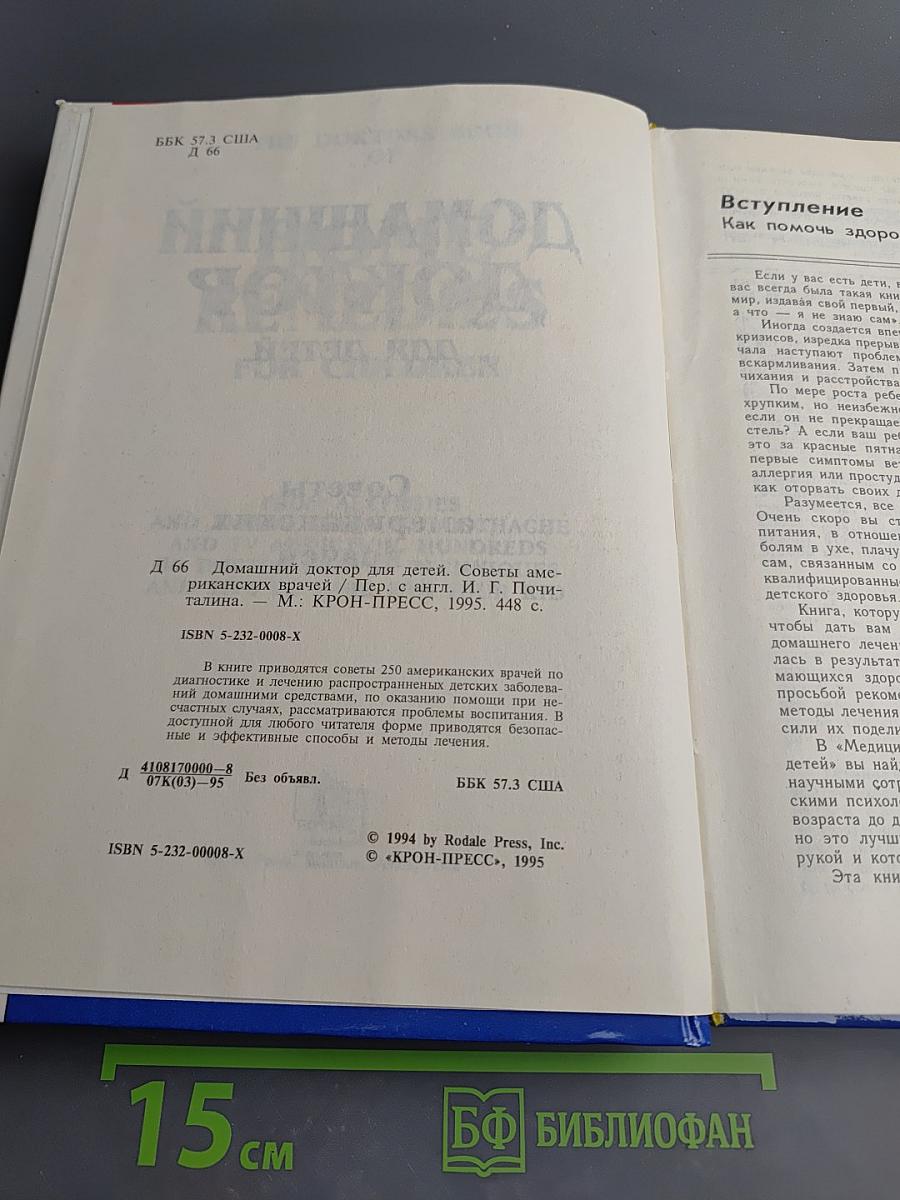 ББК 57.3 США
Д 66
Д 66 Домашний доктор для детей. Советы аме-
риканских врачей / Пер. с англ. И. Г. Почи-
талина. — М.: КРОН-ПРЕСС, 1995. 448 с.
ISBN 5-232-0008-X
В книге приводятся советы 250 американских врачей по
диагностике и лечению распространенных детских заболева-
ний домашними средствами, по оказанию помощи при не-
счастных случаях, рассматриваются проблемы воспитания. В
доступной для любого читателя форме приводятся безопас-
ные и эффективные способы и методы лечения.
Д 4108170000—8
07К(03)—95 Без объявл.
ББК 57.3 США
ISBN 5-232-00008-X
© 1994 by Rodale Press, Inc.
© «КРОН-ПРЕСС», 1995
Вступление
Как помочь здоро
Если у вас есть дети,
вас всегда была такая кни
мир, издавая свой первый,
а что — я не знаю сам».
Иногда создается впе
кризисов, изредка прерыв
чала наступают пробле
вскармливания. Затем п
чихания и расстройства
По мере роста ребе
хрупким, но неизбежн
если он не прекращае
стель? А если ваш реб
это за красные пятна
первые симптомы ве
аллергия или простуд
как оторвать своих д
Разумеется, все
Очень скоро вы ст
питания, в отношен
болям в ухе, плачу
сам, связанным со
квалифицированны
детского здоровья.
Книга, котору
чтобы дать вам
домашнего лечен
лась в результат
мающихся здоро
просьбой рекоме
методы лечения
сили их подели
В «Медици
детей» вы най
научными сотр
скими психол
возраста до д
но это лучш
рукой и кото
Эта кни
15 см
БФ БИБЛИОФАН